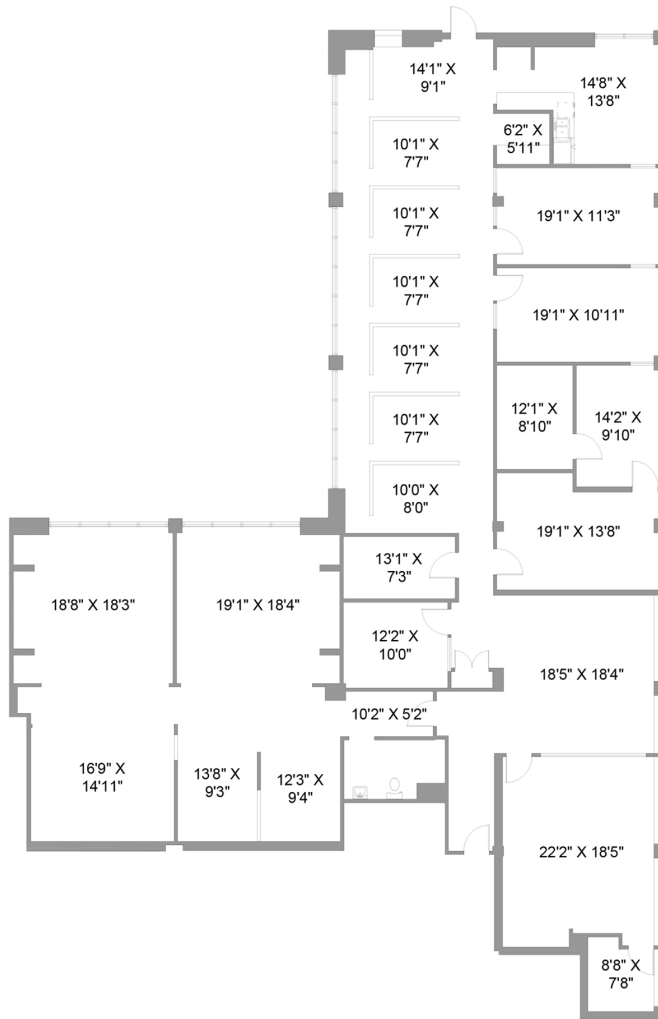 14'1" X
9'1"
14'8" X
13'8"
6'2" X
5'11"
10'1" X
7'7"
10'1" X
7'7"
19'1" X 11'3"
10'1" X
7'7"
19'1" X 10'11"
10'1" X
7'7"
10'1" X
7'7"
12'1" X
8'10"
14'2" X
9'10"
10'0" X
8'0"
19'1" X 13'8"
13'1" X
7'3"
18'8" X 18'3"
19'1" X 18'4"
12'2" X
10'0"
18'5" X 18'4"
10'2" X 5'2"
16'9" X
14'11"
13'8" X
9'3"
12'3" X
9'4"
22'2" X 18'5"
8'8" X
7'8"